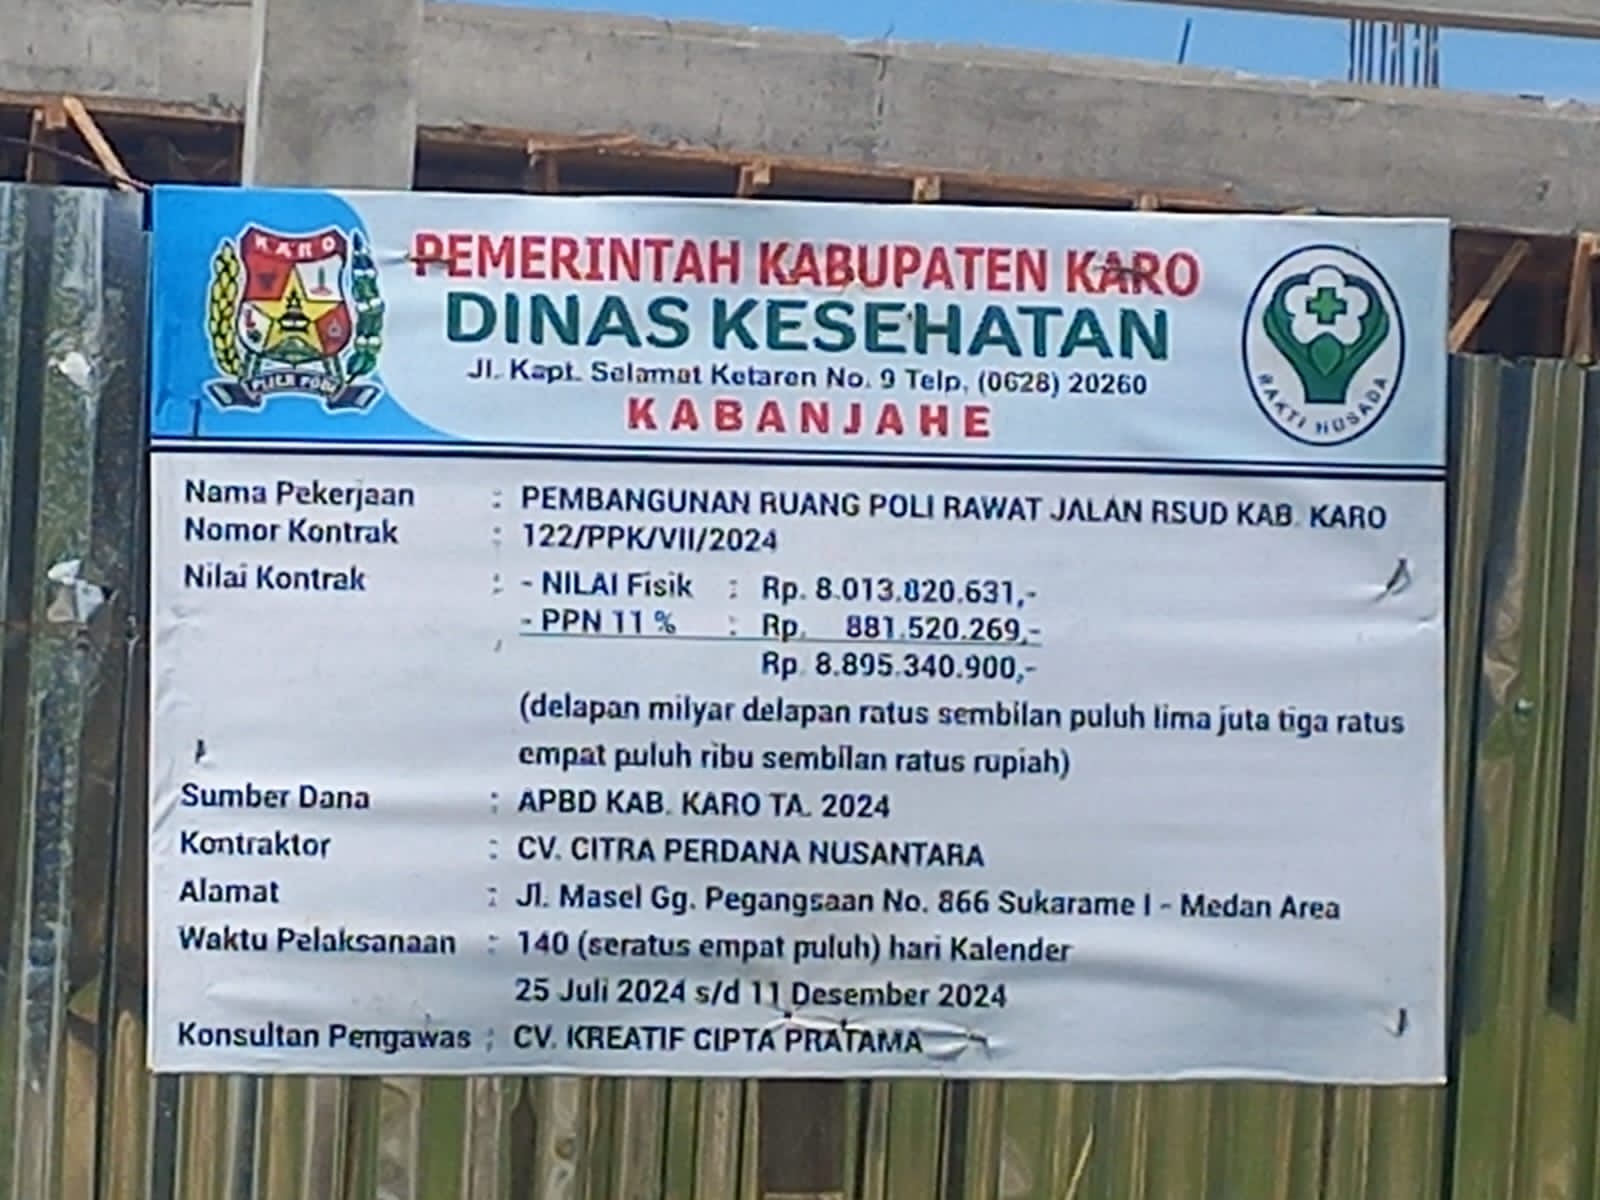 KARO
PIJER PODI
PEMERINTAH KABUPATEN KARO
DINAS KESEHATAN
Jl. Kapt. Selamat Ketaren No. 9 Telp. (0628) 20260
KABANJAHE
BAKTI HUSADA
Nama Pekerjaan : PEMBANGUNAN RUANG POLI RAWAT JALAN RSUD KAB. KARO
Nomor Kontrak : 122/PPK/VII/2024
Nilai Kontrak : - NILAI Fisik : Rp. 8.013.820.631,-
- PPN 11 % : Rp. 881.520.269,-
Rp. 8.895.340.900,-
(delapan milyar delapan ratus sembilan puluh lima juta tiga ratus
empat puluh ribu sembilan ratus rupiah)
Sumber Dana : APBD KAB. KARO TA. 2024
Kontraktor : CV. CITRA PERDANA NUSANTARA
Alamat : Jl. Masel Gg. Pegangsaan No. 866 Sukarame I - Medan Area
Waktu Pelaksanaan : 140 (seratus empat puluh) hari Kalender
25 Juli 2024 s/d 11 Desember 2024
Konsultan Pengawas : CV. KREATIF CIPTA PRATAMA